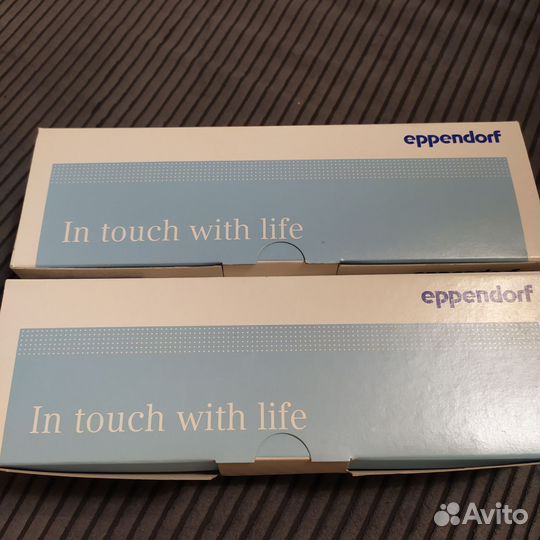 eppendorf
In touch with life
eppendorf
In touch with life
Avito